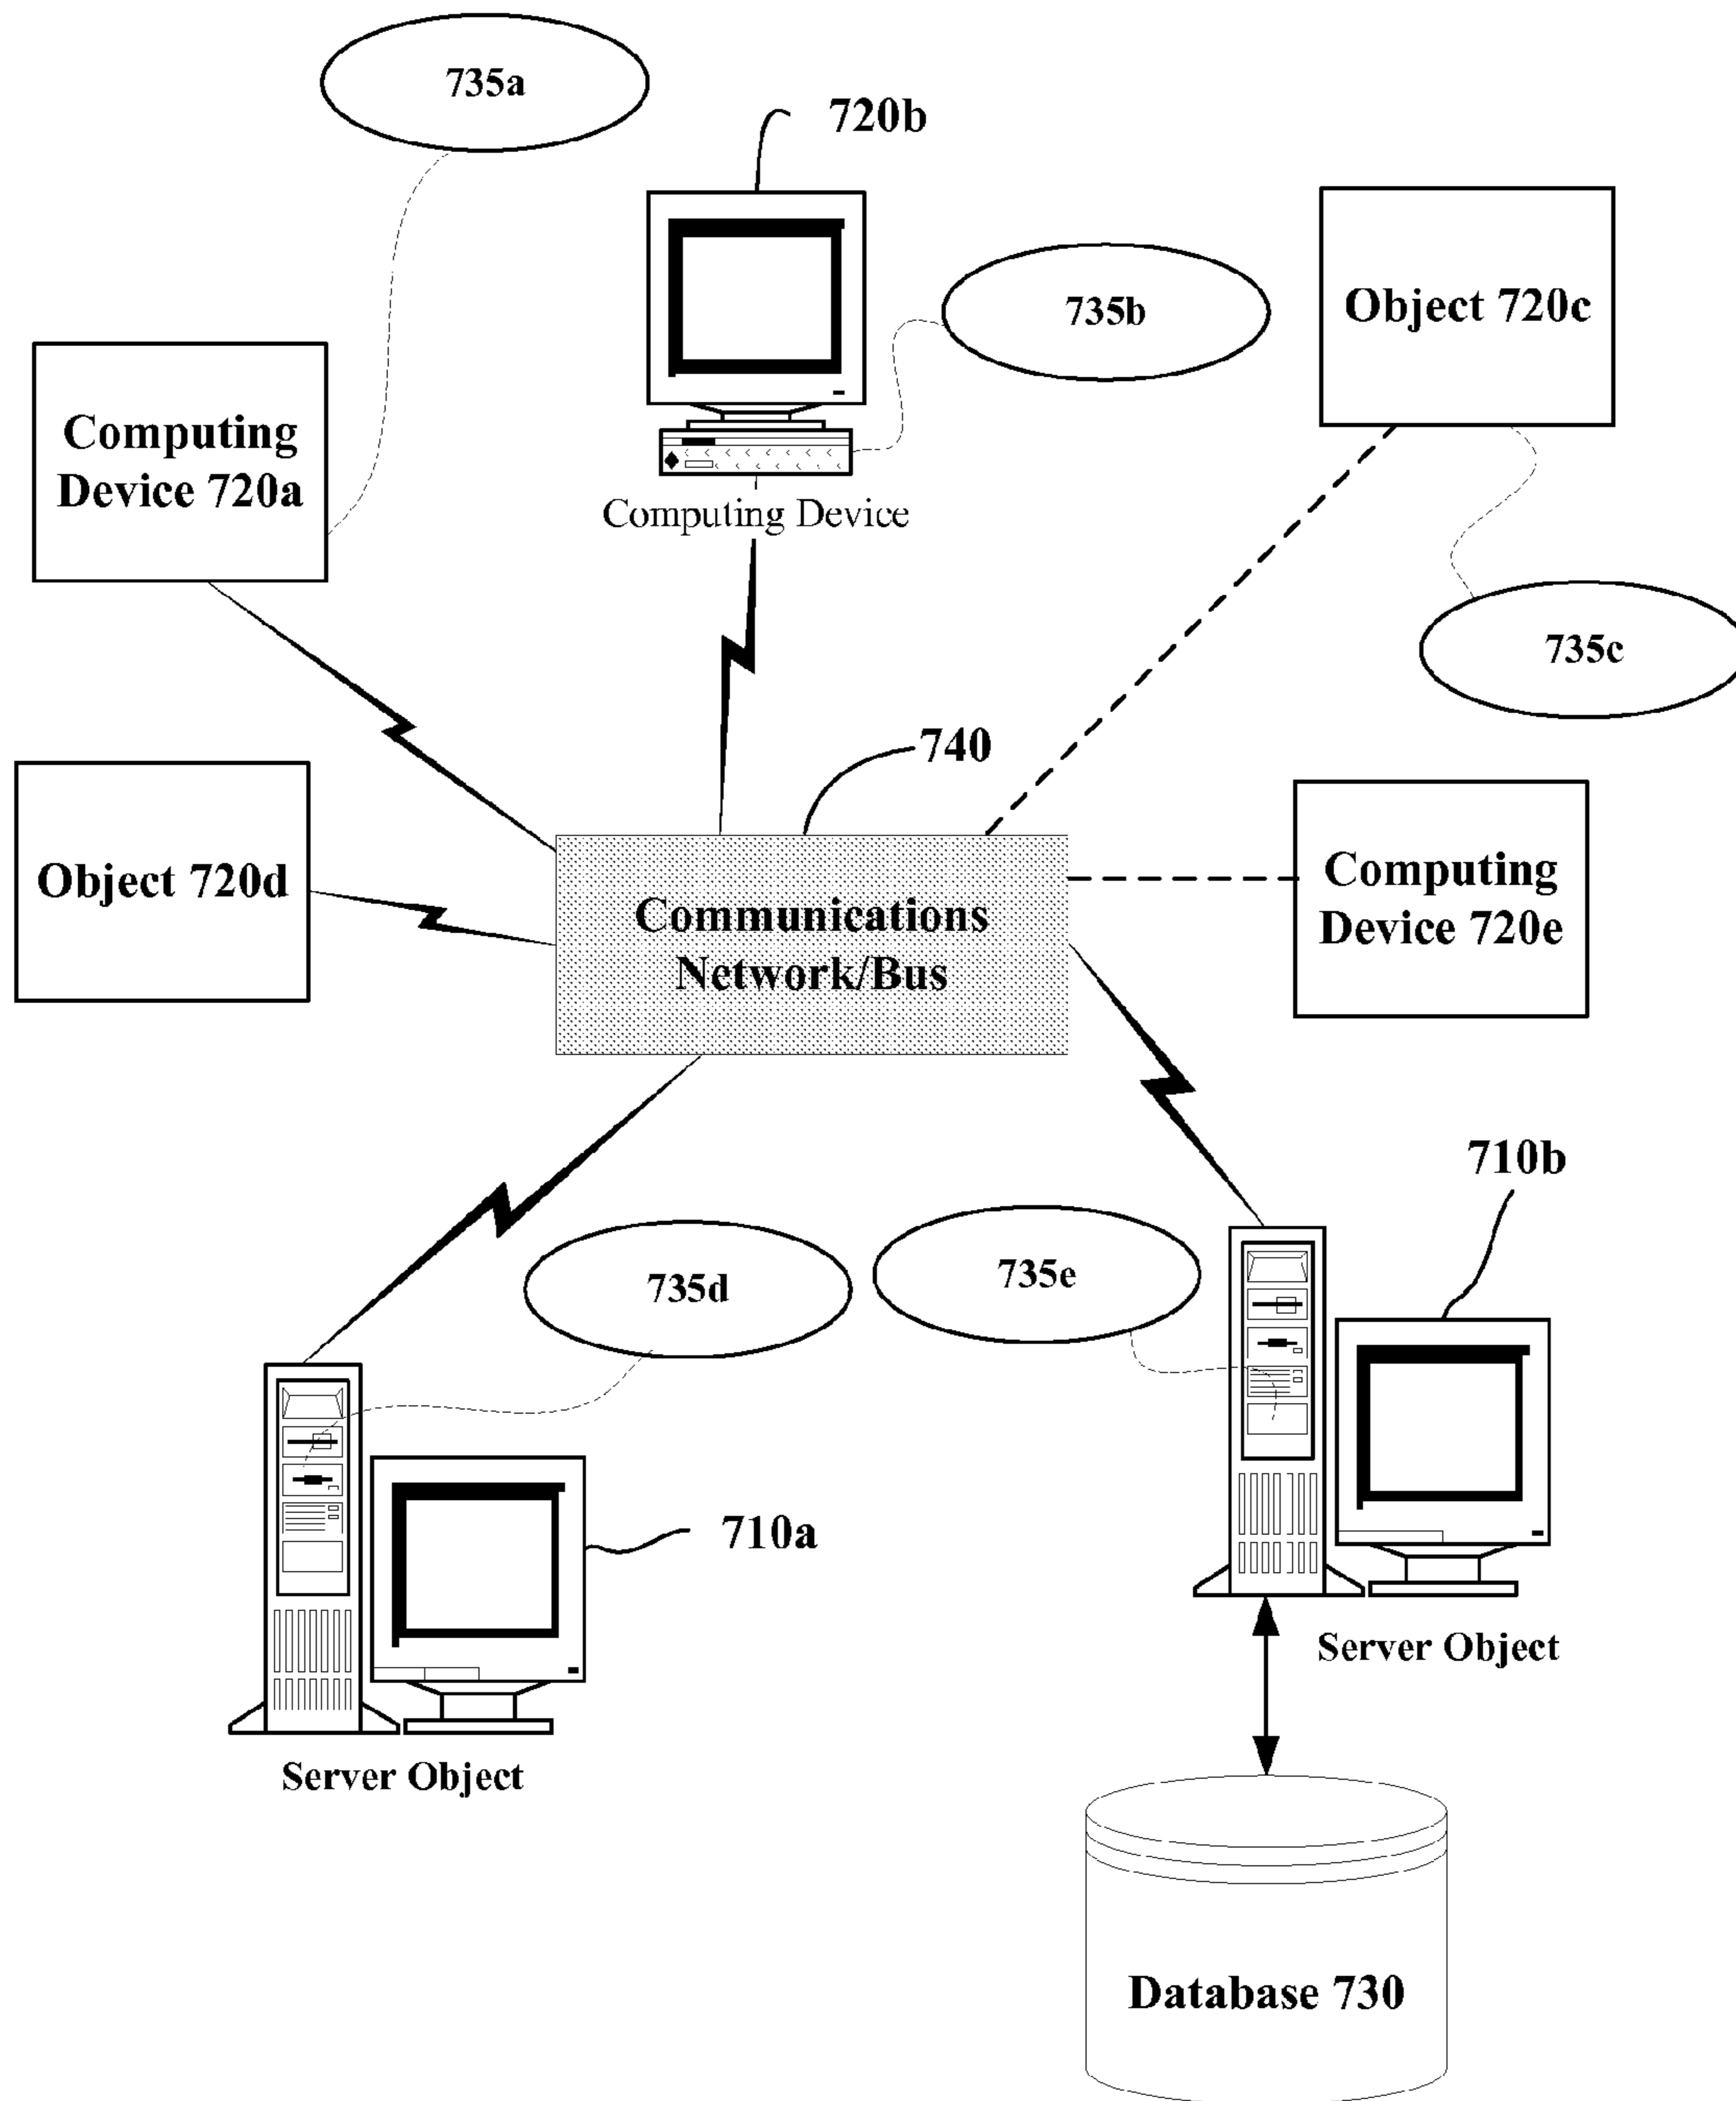 735a
720b
735b
Object 720c
Computing
Device 720a
Computing Device
735c
740
Object 720d
Computing
Device 720e
Communications
Network/Bus
710b
735d
735e
710a
Server Object
Server Object
Database 730